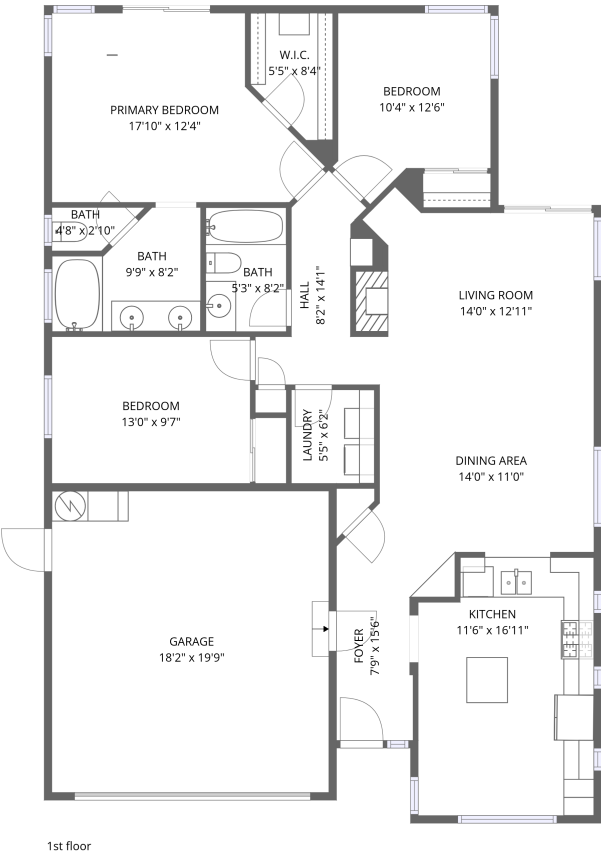 W.I.C.
5'5" x 8'4"
BEDROOM
10'4" x 12'6"
PRIMARY BEDROOM
17'10" x 12'4"
BATH
4'8" x 2'10"
BATH
9'9" x 8'2"
BATH
5'3" x 8'2"
HALL
8'2" x 14'1"
LIVING ROOM
14'0" x 12'11"
BEDROOM
13'0" x 9'7"
LAUNDRY
5'5" x 6'2"
DINING AREA
14'0" x 11'0"
KITCHEN
11'6" x 16'11"
GARAGE
18'2" x 19'9"
FOYER
7'9" x 15'6"
1st floor